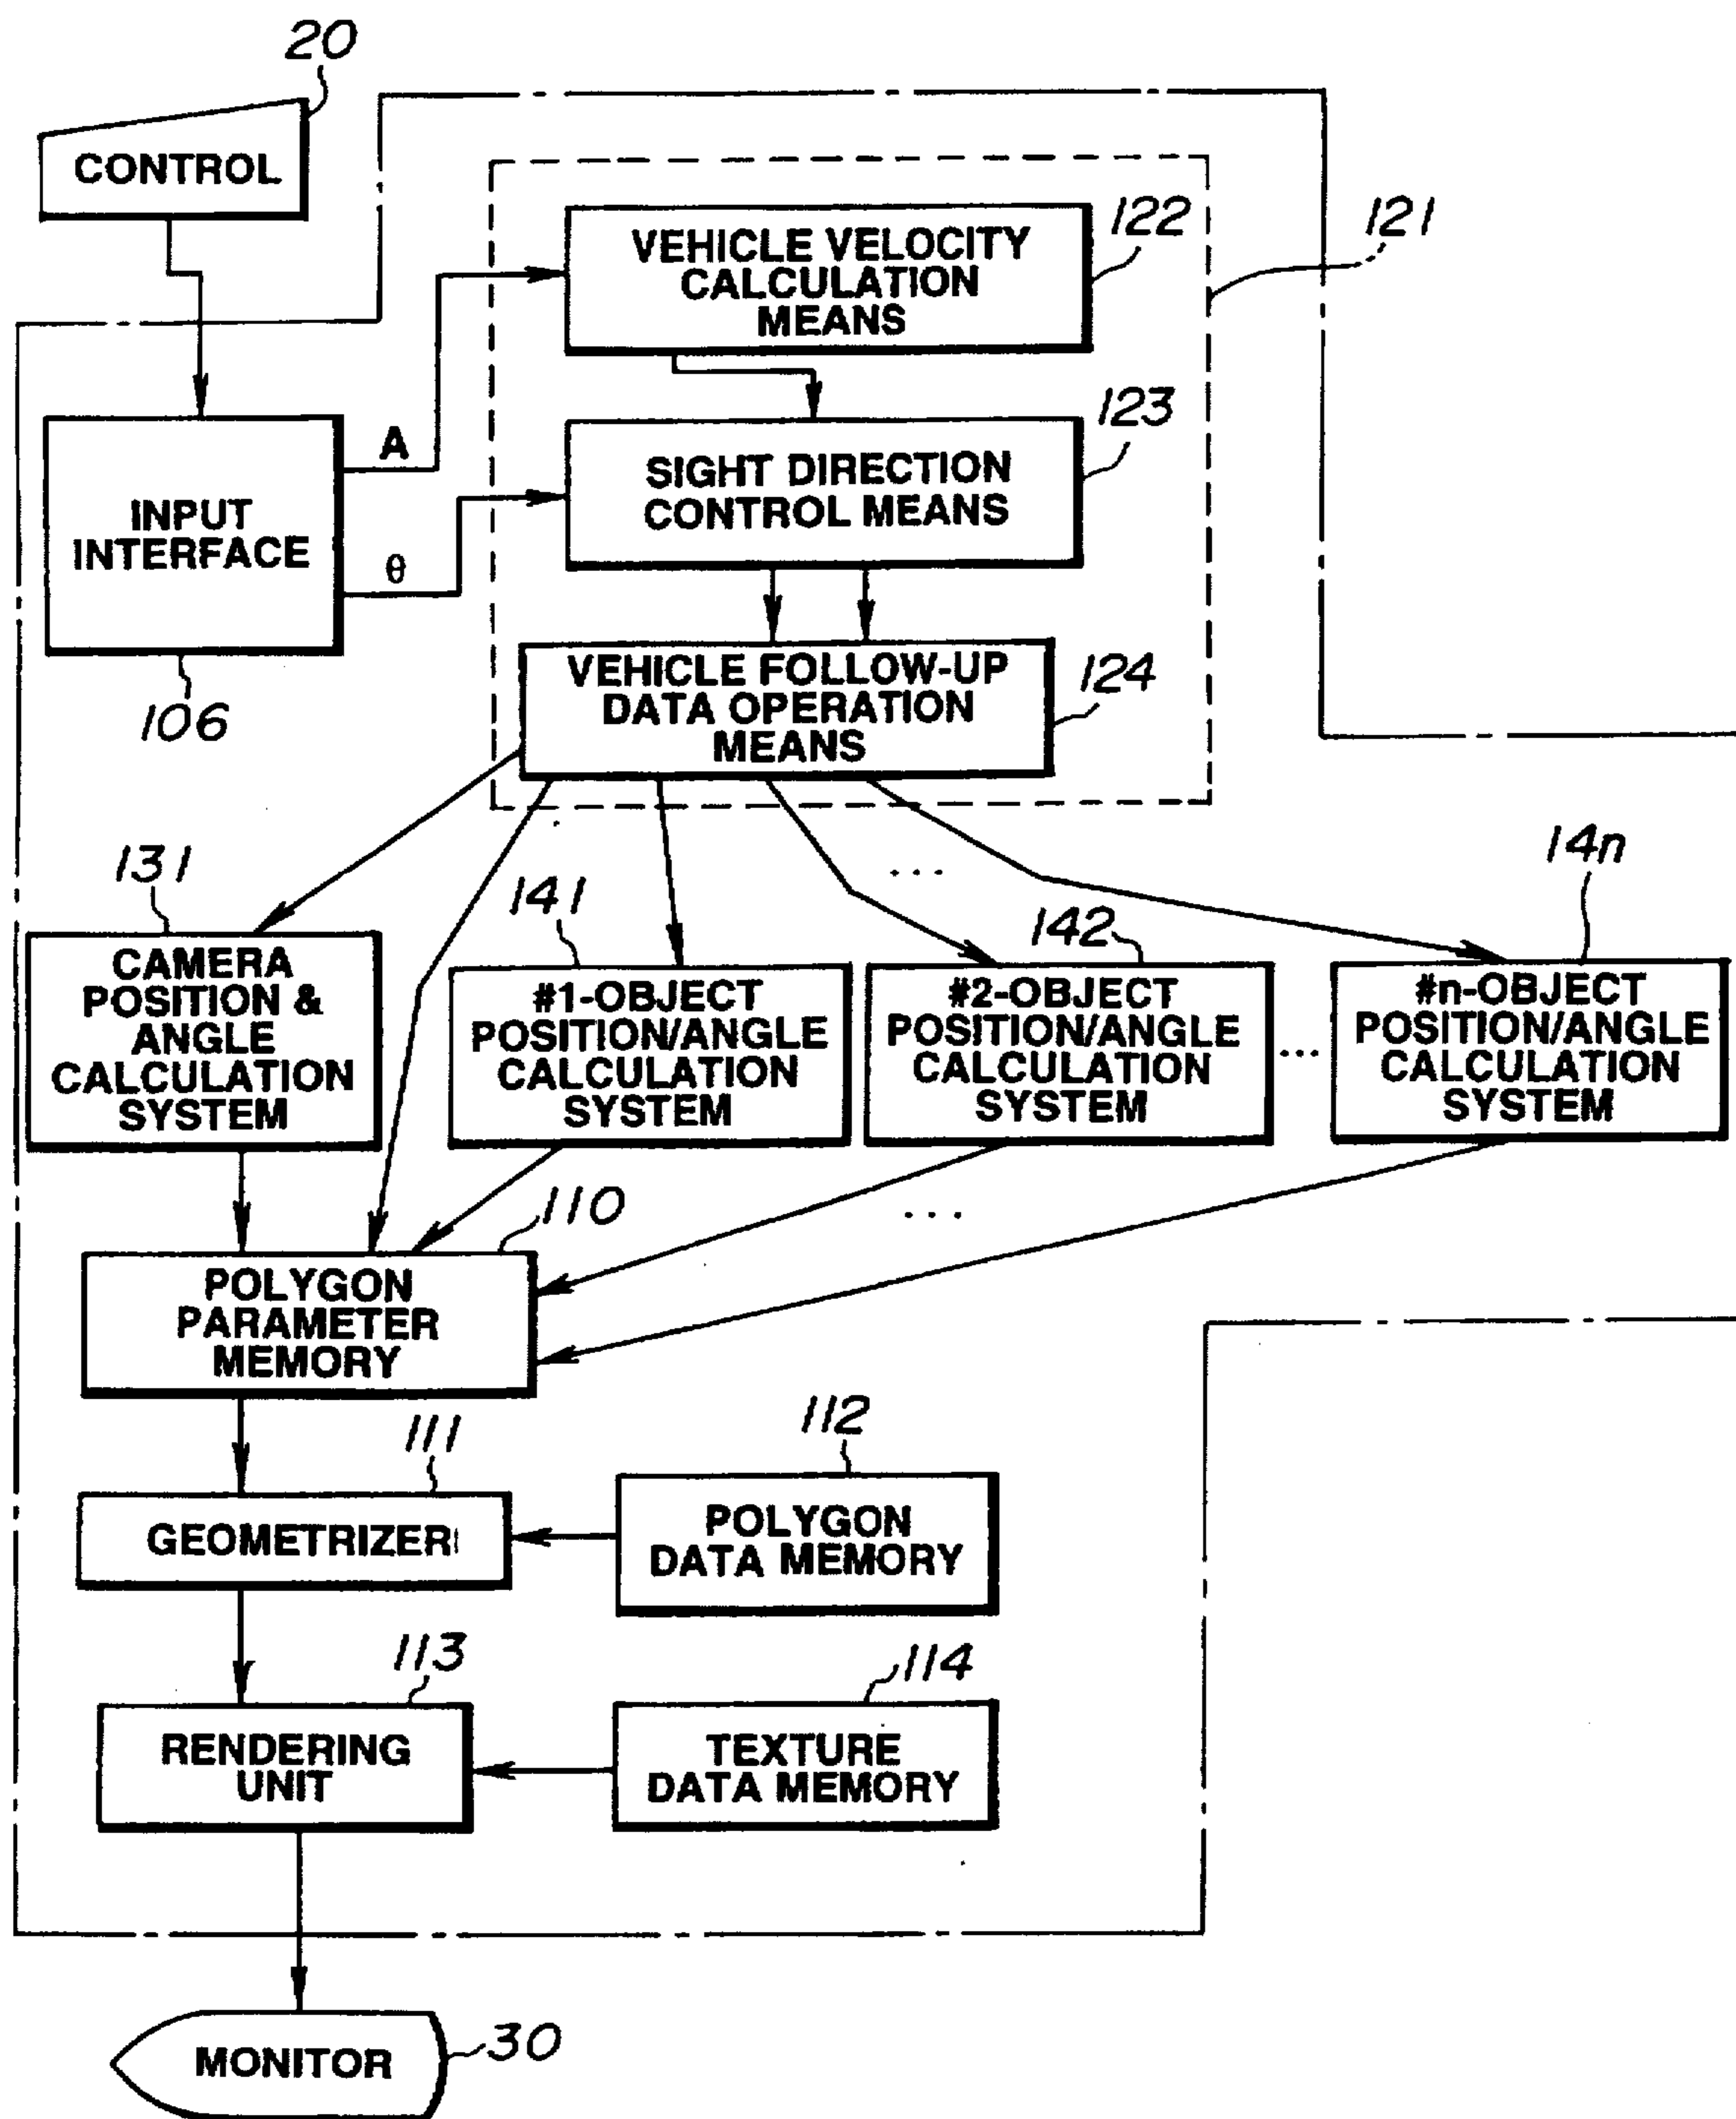 20
CONTROL
122
VEHICLE VELOCITY
CALCULATION
MEANS
121
123
A
SIGHT DIRECTION
CONTROL MEANS
INPUT
INTERFACE
θ
106
VEHICLE FOLLOW-UP
DATA OPERATION
MEANS
124
131
141
...
142
14n
CAMERA
POSITION &
ANGLE
CALCULATION
SYSTEM
#1-OBJECT
POSITION/ANGLE
CALCULATION
SYSTEM
#2-OBJECT
POSITION/ANGLE
CALCULATION
SYSTEM
...
#n-OBJECT
POSITION/ANGLE
CALCULATION
SYSTEM
110
...
POLYGON
PARAMETER
MEMORY
111
112
GEOMETRIZER
POLYGON
DATA MEMORY
113
114
RENDERING
UNIT
TEXTURE
DATA MEMORY
MONITOR
30